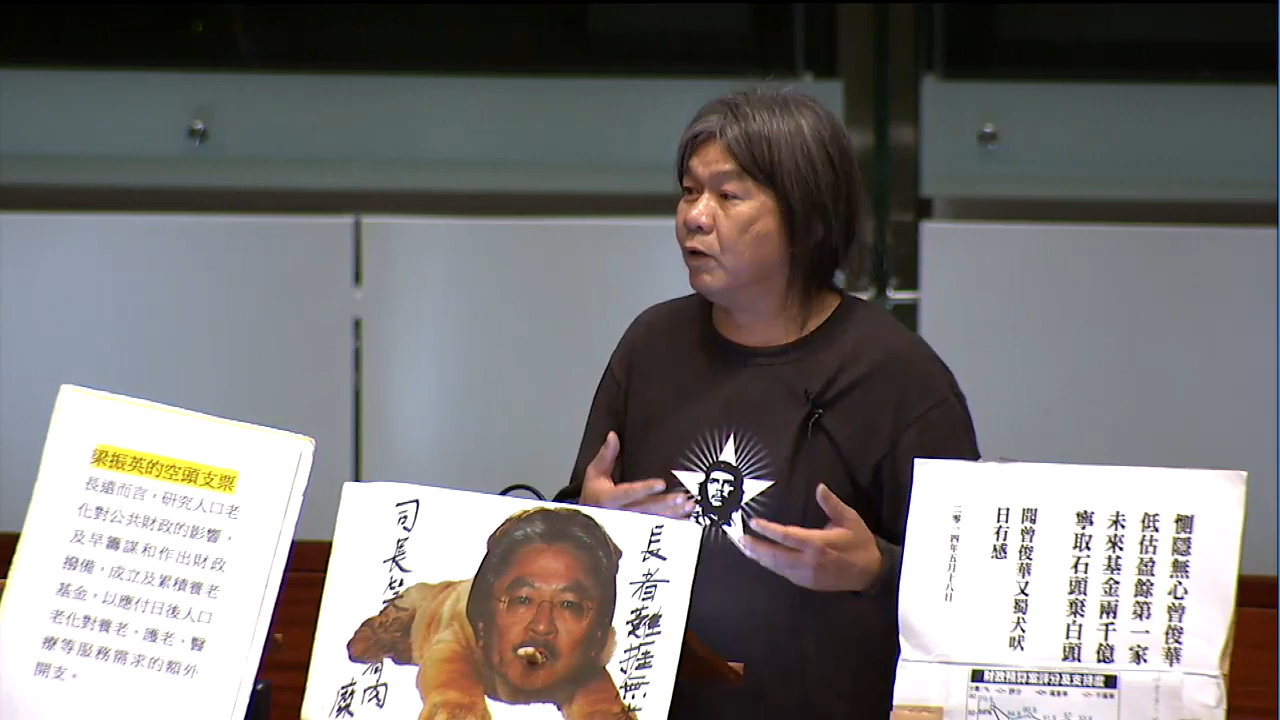 梁振英的空頭支票
長遠而言，研究人口老
化對公共財政的影響，
及早籌謀和作出財政
撥備，成立及累積養老
基金，以應付日後人口
老化對養老，護老，醫
療等服務需求的額外
開支。
長者難捱無
司長
肉
糜
惻隱無心曾俊華
低估盈餘第一家
未來基金兩千億
寧取石頭棄白頭
聞曾俊華又蜀犬吠
日有感
二零一四年五月十八日